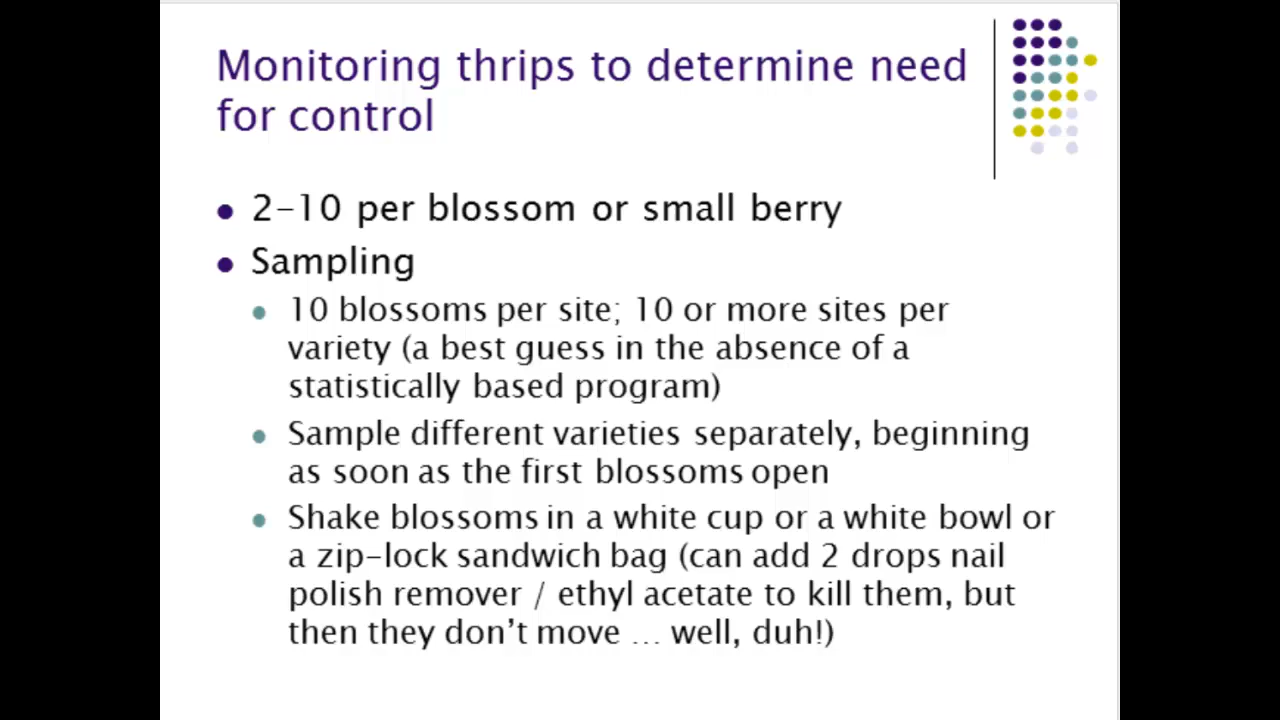 Monitoring thrips to determine need
for control
2-10 per blossom or small berry
Sampling
10 blossoms per site; 10 or more sites per
variety (a best guess in the absence of a
statistically based program)
Sample different varieties separately, beginning
as soon as the first blossoms open
Shake blossoms in a white cup or a white bowl or
a zip-lock sandwich bag (can add 2 drops nail
polish remover / ethyl acetate to kill them, but
then they don't move ... well, duh!)